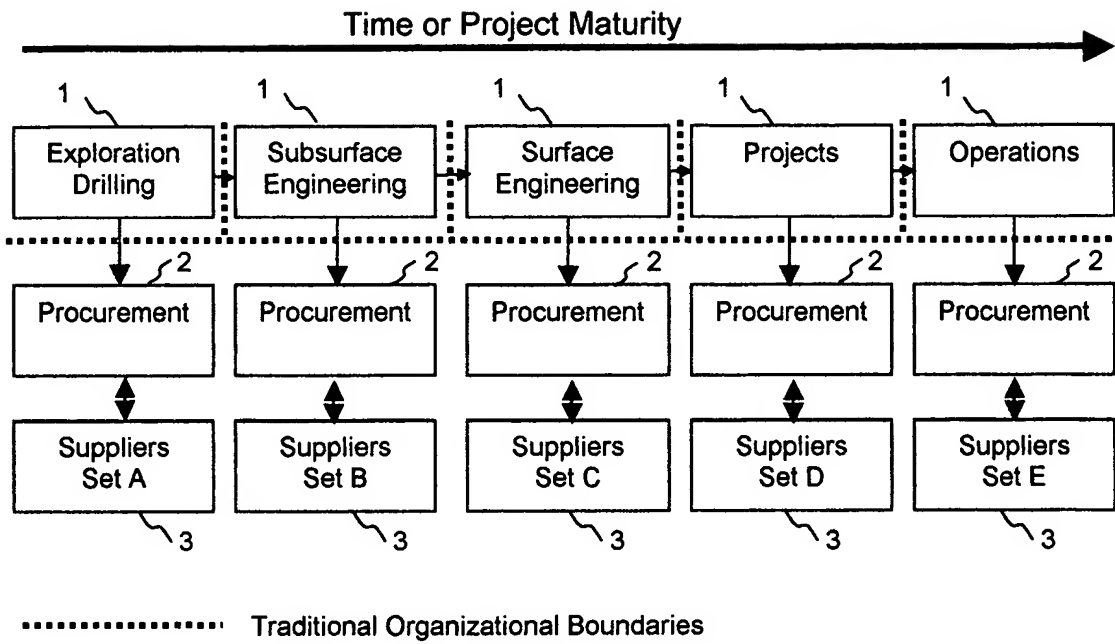 Time or Project Maturity
1 1 1 1 1
Exploration Drilling
Subsurface Engineering
Surface Engineering
Projects
Operations
2 2 2 2 2
Procurement
Procurement
Procurement
Procurement
Procurement
Suppliers Set A
Suppliers Set B
Suppliers Set C
Suppliers Set D
Suppliers Set E
3 3 3 3 3
Traditional Organizational Boundaries